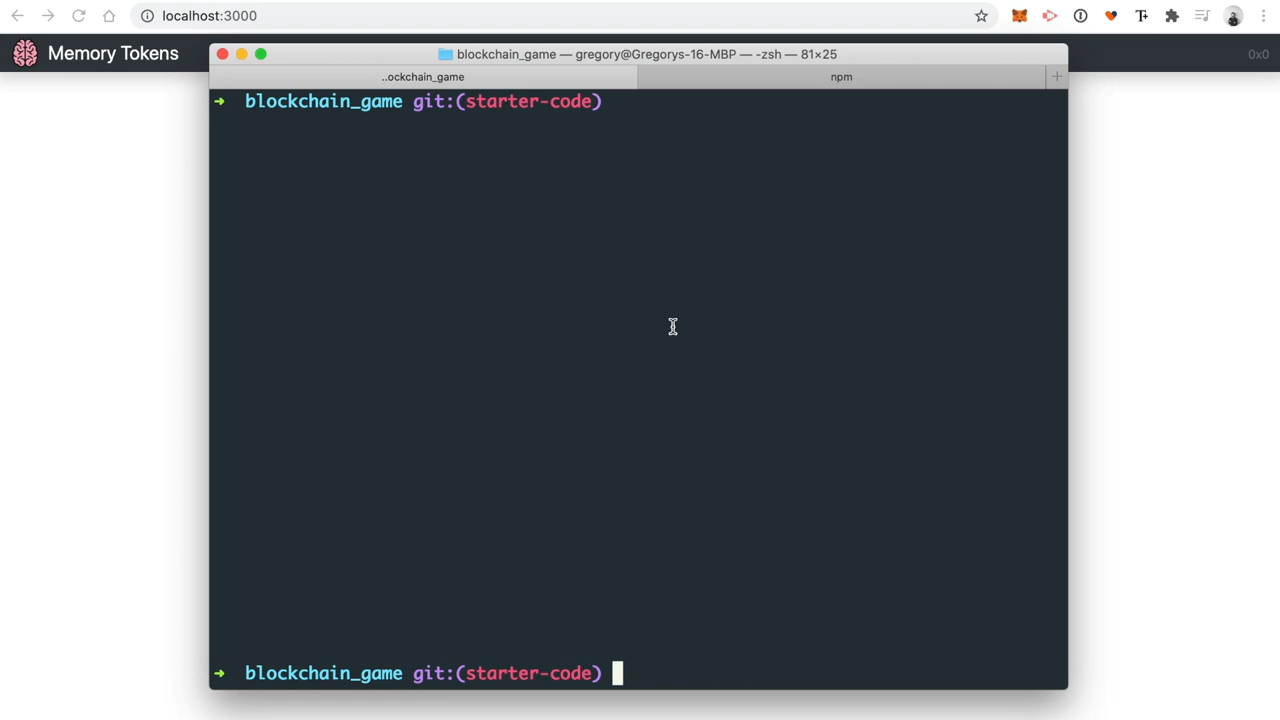 localhost:3000
Memory Tokens
0x0
blockchain_game — gregory@Gregorys-16-MBP — -zsh — 81×25
..ockchain_game
npm
➜ blockchain_game git:(starter-code)
➜ blockchain_game git:(starter-code)